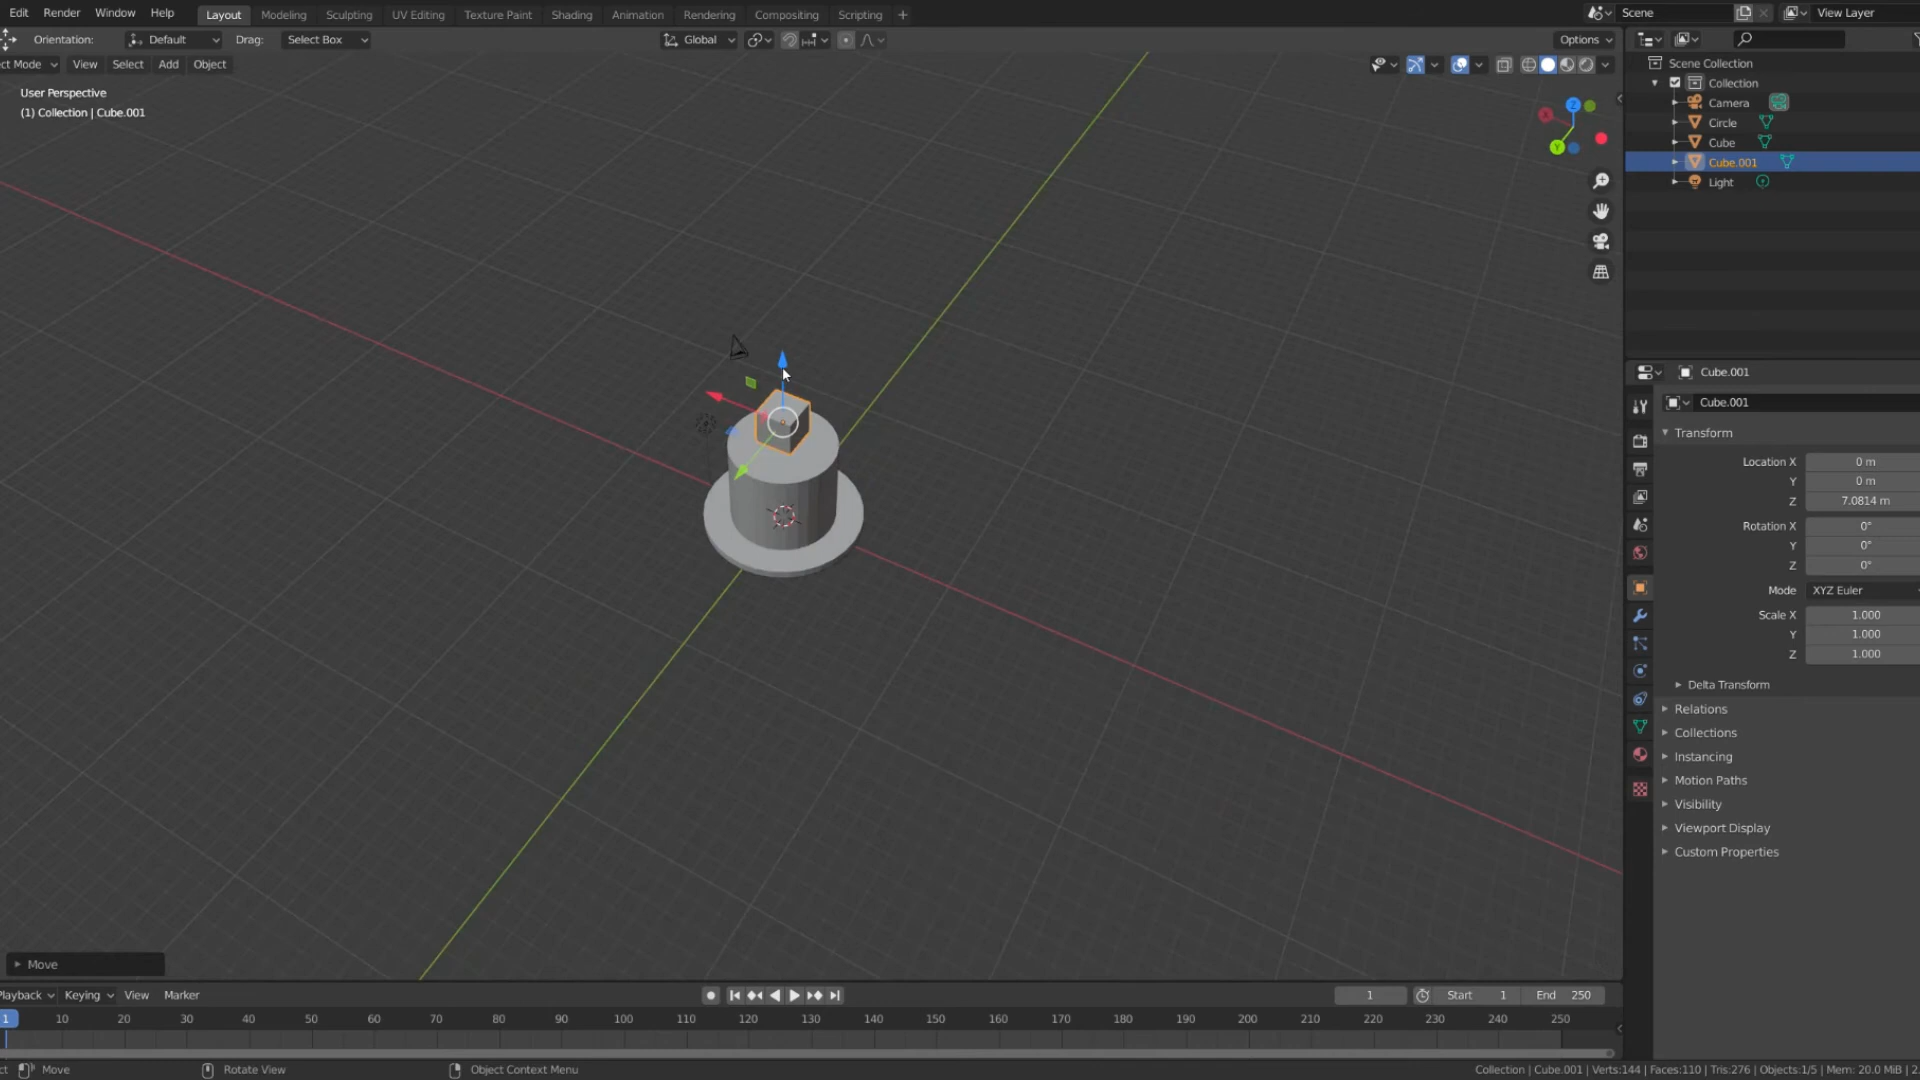 Edit Render Window Help Layout Modeling Sculpting UV Editing Texture Paint Shading Animation Rendering Compositing Scripting + Scene View Layer
Orientation: Default Drag: Select Box Global Options
ct Mode View Select Add Object
User Perspective
(1) Collection | Cube.001
Z
X
Y
Scene Collection
Collection
Camera
Circle
Cube
Cube.001
Light
Cube.001
Cube.001
Transform
Location X 0 m
Y 0 m
Z 7.0814 m
Rotation X 0°
Y 0°
Z 0°
Mode XYZ Euler
Scale X 1.000
Y 1.000
Z 1.000
Delta Transform
Relations
Collections
Instancing
Motion Paths
Visibility
Viewport Display
Custom Properties
Move
Playback Keying View Marker 1 Start 1 End 250
1 10 20 30 40 50 60 70 80 90 100 110 120 130 140 150 160 170 180 190 200 210 220 230 240 250
ct Move Rotate View Object Context Menu Collection | Cube.001 | Verts:144 | Faces:110 | Tris:276 | Objects:1/5 | Mem: 20.0 MiB | 2.